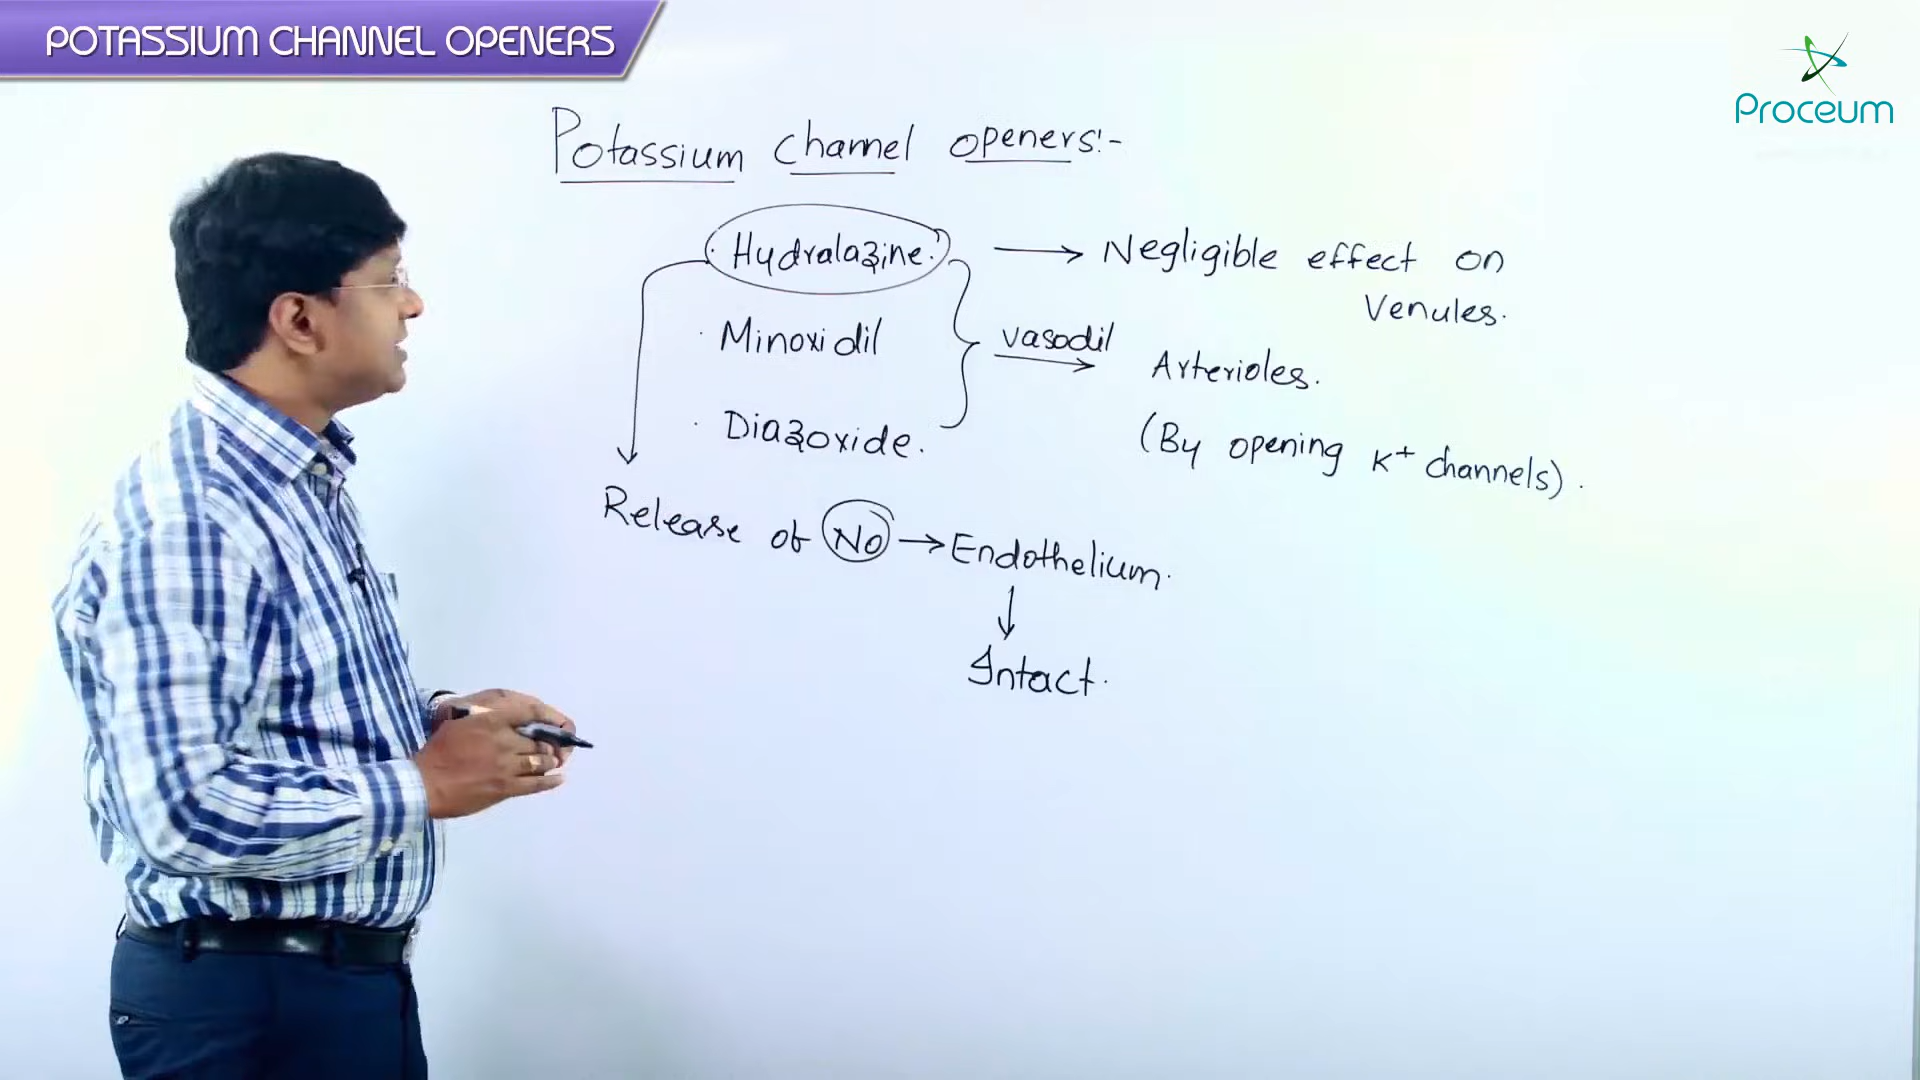 POTASSIUM CHANNEL OPENERS
Proceum
Potassium channel openers:-
Hydralazine. → Negligible effect on
Venules.
· Minoxidil
vasodil → Arterioles.
· Diazoxide.
(By opening K+ channels).
Release of No → Endothelium.
↓
Intact.